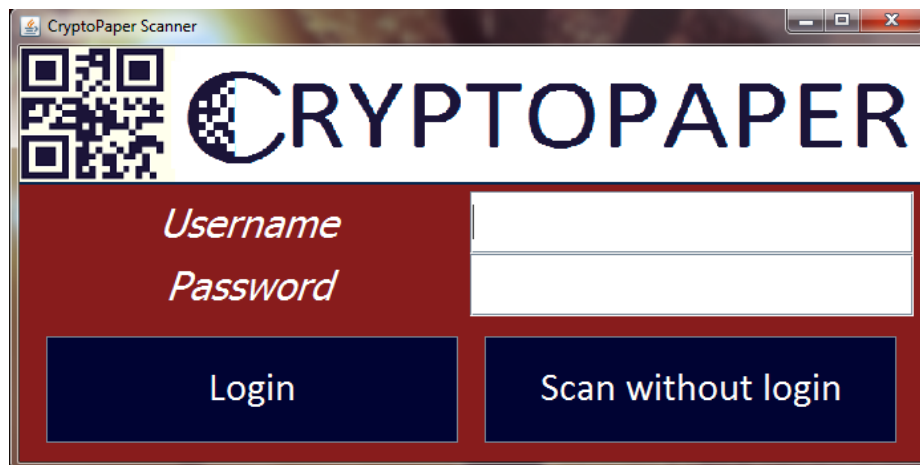 CryptoPaper Scanner
CRYPTOPAPER
Username
Password
Login
Scan without login